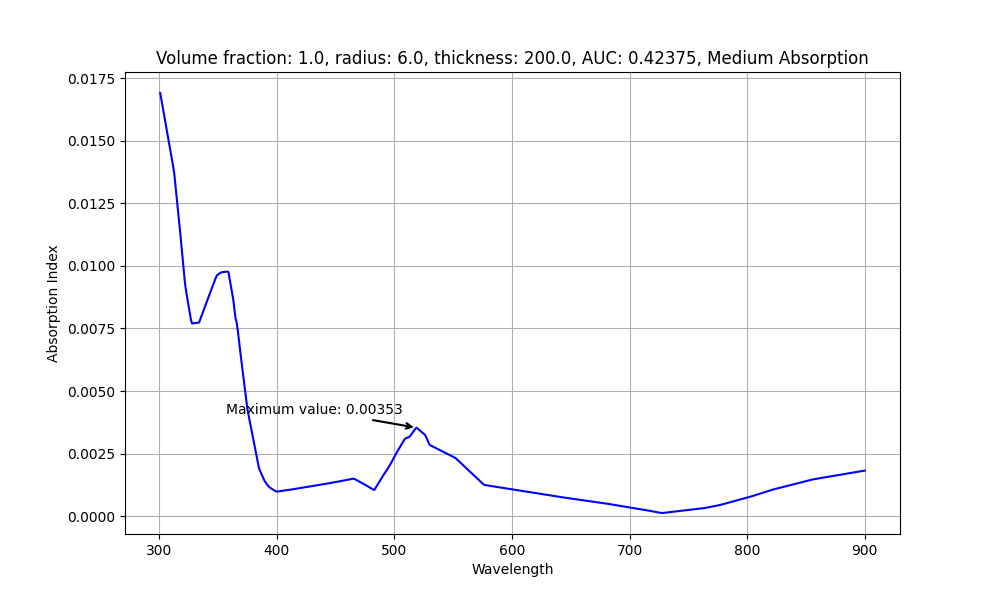 Volume fraction: 1.0, radius: 6.0, thickness: 200.0, AUC: 0.42375, Medium Absorption
0.0175
0.0150
0.0125
0.0100
0.0075
0.0050
0.0025
0.0000
Absorption Index
Maximum value: 0.00353
300 400 500 600 700 800 900
Wavelength